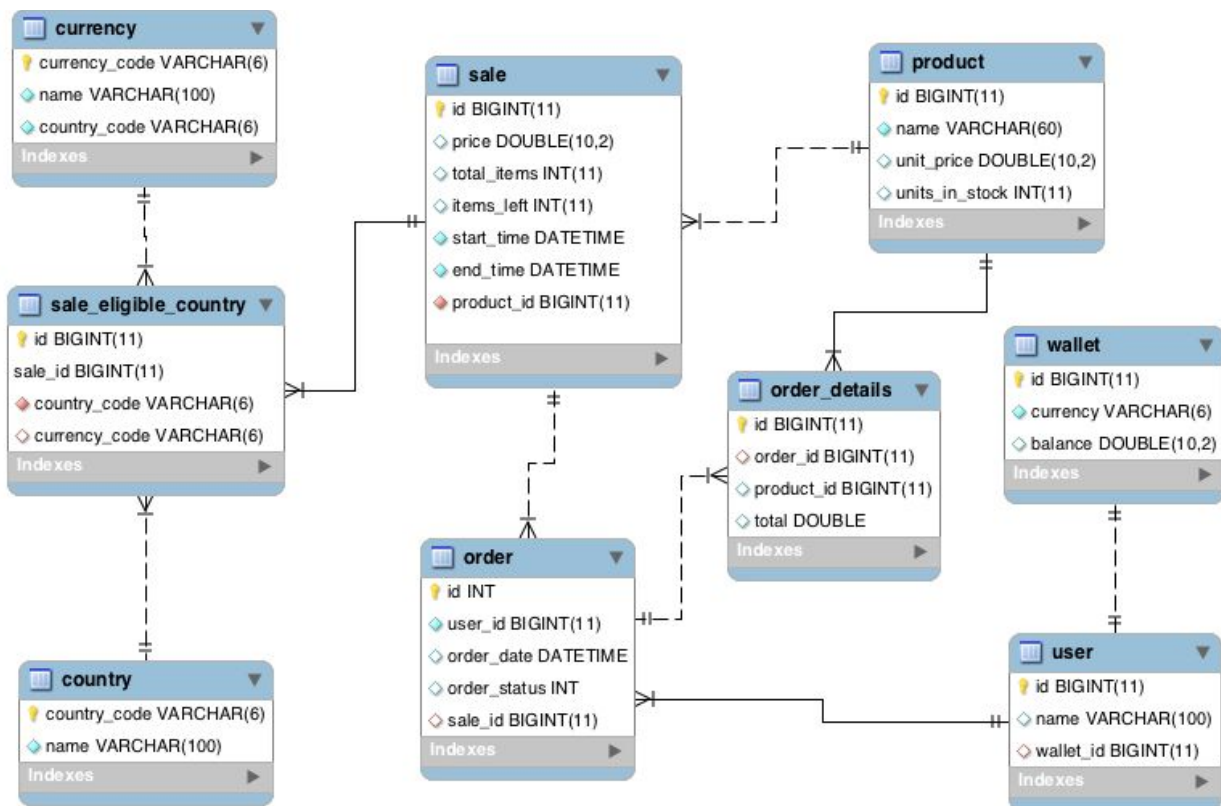 currency
currency_code VARCHAR(6)
name VARCHAR(100)
country_code VARCHAR(6)
Indexes
sale
id BIGINT(11)
price DOUBLE(10,2)
total_items INT(11)
items_left INT(11)
start_time DATETIME
end_time DATETIME
product_id BIGINT(11)
Indexes
product
id BIGINT(11)
name VARCHAR(60)
unit_price DOUBLE(10,2)
units_in_stock INT(11)
Indexes
sale_eligible_country
id BIGINT(11)
sale_id BIGINT(11)
country_code VARCHAR(6)
currency_code VARCHAR(6)
Indexes
order_details
id BIGINT(11)
order_id BIGINT(11)
product_id BIGINT(11)
total DOUBLE
Indexes
wallet
id BIGINT(11)
currency VARCHAR(6)
balance DOUBLE(10,2)
Indexes
order
id INT
user_id BIGINT(11)
order_date DATETIME
order_status INT
sale_id BIGINT(11)
Indexes
country
country_code VARCHAR(6)
name VARCHAR(100)
Indexes
user
id BIGINT(11)
name VARCHAR(100)
wallet_id BIGINT(11)
Indexes